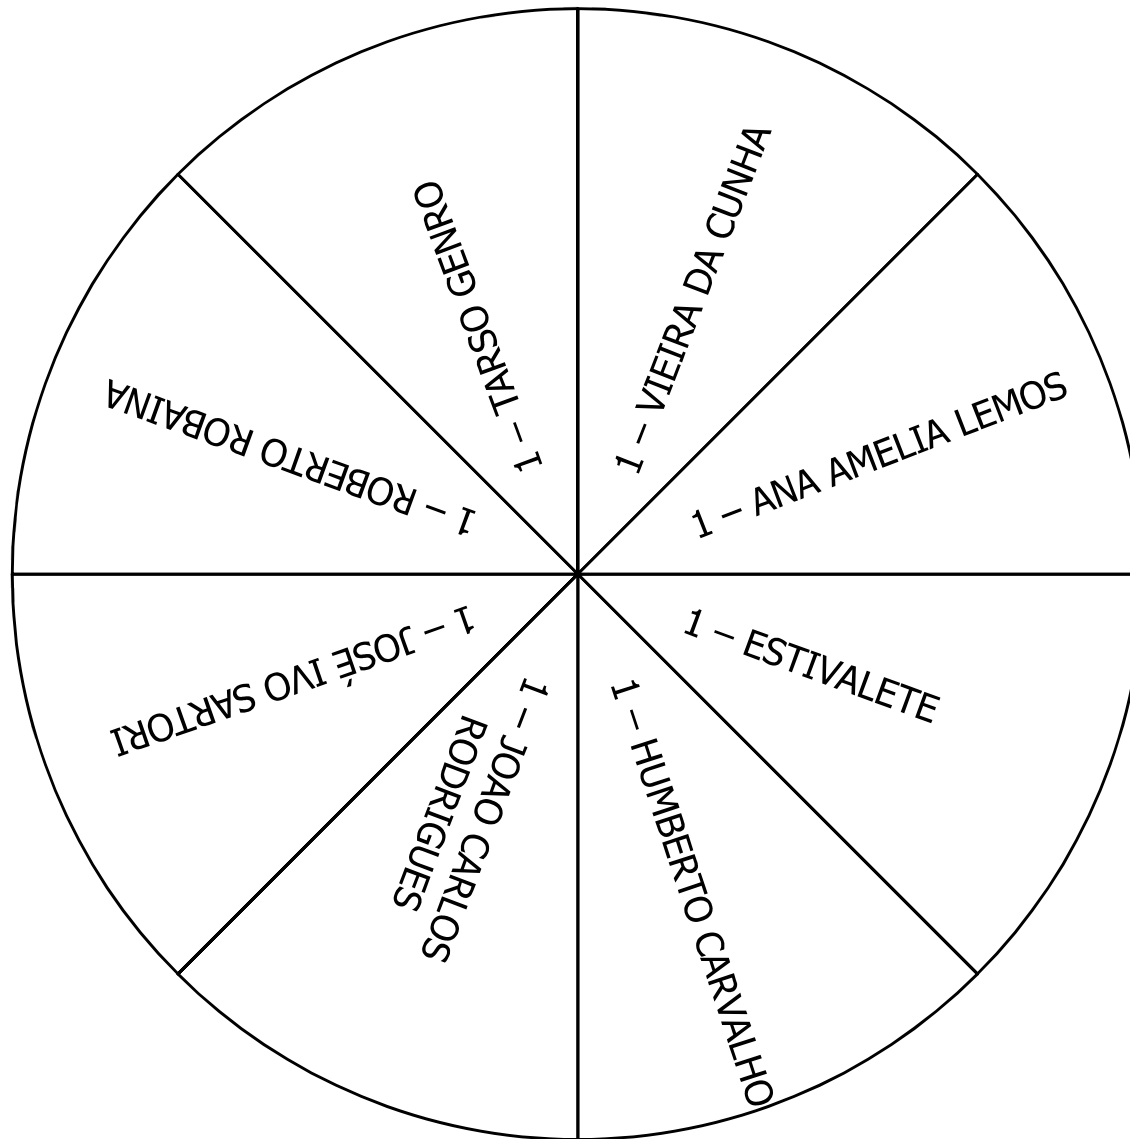 1 – VIEIRA DA CUNHA
1 – ANA AMELIA LEMOS
1 – ESTIVALETE
1 – HUMBERTO CARVALHO
1 – JOAO CARLOS
RODRIGUES
1 – JOSÉ IVO SARTORI
1 – ROBERTO ROBAINA
1 – TARSO GENRO